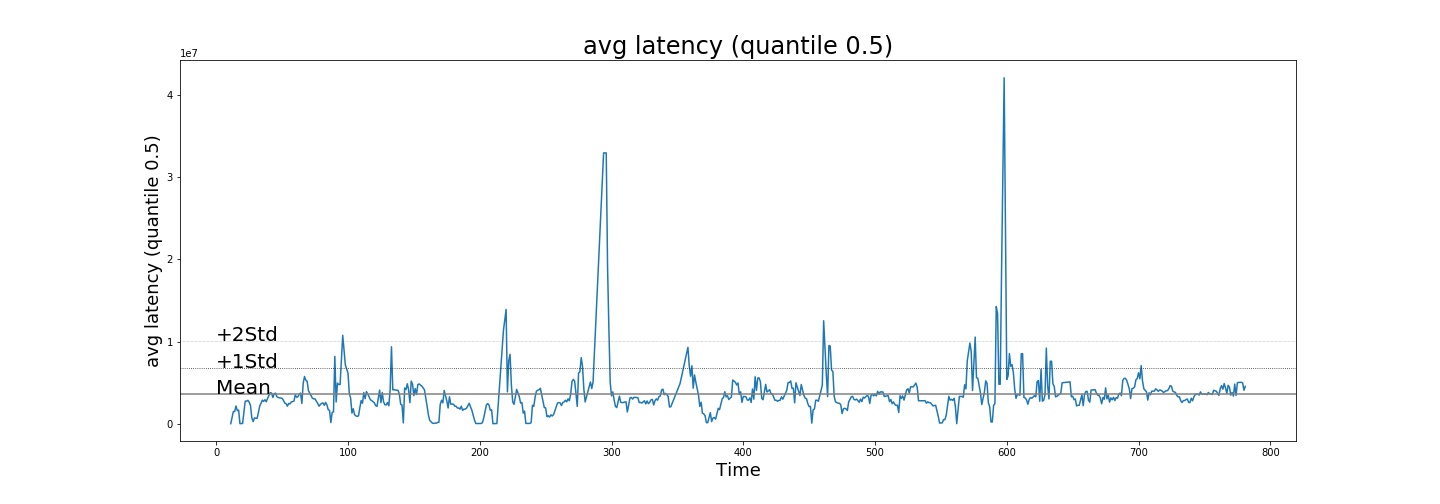 avg latency (quantile 0.5)
1e7
avg latency (quantile 0.5)
4
3
2
1
0
+2Std
+1Std
Mean
0 100 200 300 400 500 600 700 800
Time